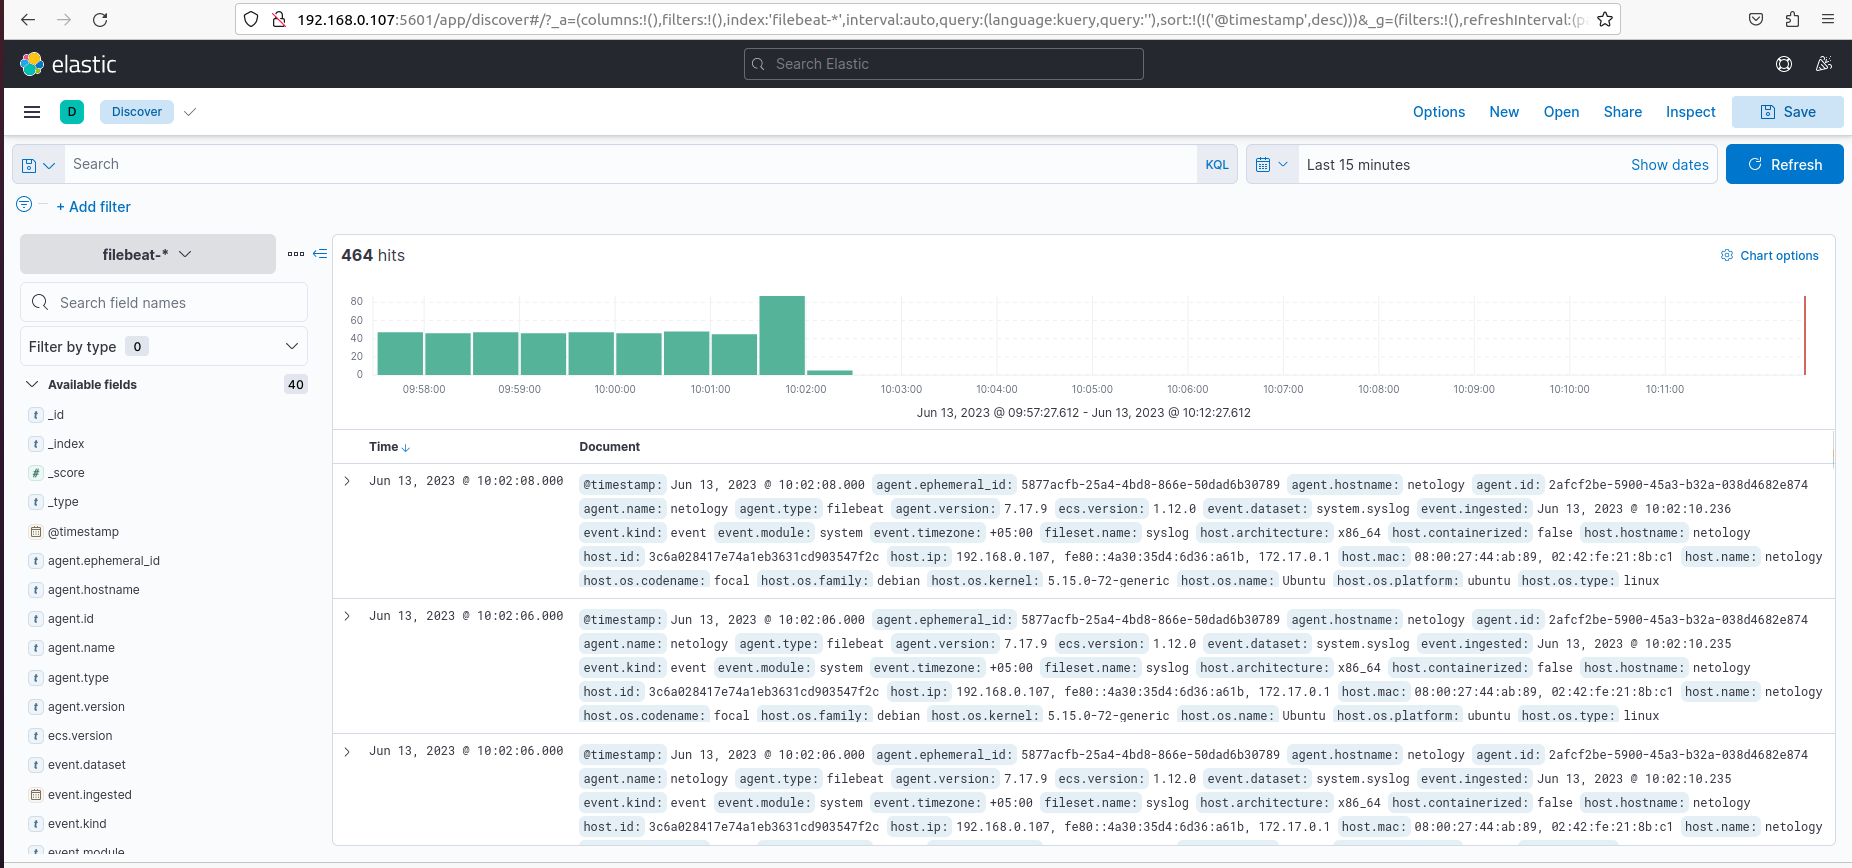 192.168.0.107:5601/app/discover#/?_a=(columns:!(),filters:!(),index:'filebeat-*',interval:auto,query:(language:kuery,query:''),sort:!(!('@timestamp',desc)))&_g=(filters:!(),refreshInterval:(p
elastic
Search Elastic
D Discover Options New Open Share Inspect Save
Search KQL Last 15 minutes Show dates Refresh
+ Add filter
filebeat-*
Search field names
Filter by type 0
Available fields 40
t _id
t _index
# _score
t _type
@timestamp
t agent.ephemeral_id
t agent.hostname
t agent.id
t agent.name
t agent.type
t agent.version
t ecs.version
t event.dataset
event.ingested
t event.kind
event.module
464 hits Chart options
80
60
40
20
0
09:58:00 09:59:00 10:00:00 10:01:00 10:02:00 10:03:00 10:04:00 10:05:00 10:06:00 10:07:00 10:08:00 10:09:00 10:10:00 10:11:00
Jun 13, 2023 @ 09:57:27.612 - Jun 13, 2023 @ 10:12:27.612
Time Document
Jun 13, 2023 @ 10:02:08.000 @timestamp: Jun 13, 2023 @ 10:02:08.000 agent.ephemeral_id: 5877acfb-25a4-4bd8-866e-50dad6b30789 agent.hostname: netology agent.id: 2afcf2be-5900-45a3-b32a-038d4682e874
agent.name: netology agent.type: filebeat agent.version: 7.17.9 ecs.version: 1.12.0 event.dataset: system.syslog event.ingested: Jun 13, 2023 @ 10:02:10.236
event.kind: event event.module: system event.timezone: +05:00 fileset.name: syslog host.architecture: x86_64 host.containerized: false host.hostname: netology
host.id: 3c6a028417e74a1eb3631cd903547f2c host.ip: 192.168.0.107, fe80::4a30:35d4:6d36:a61b, 172.17.0.1 host.mac: 08:00:27:44:ab:89, 02:42:fe:21:8b:c1 host.name: netology
host.os.codename: focal host.os.family: debian host.os.kernel: 5.15.0-72-generic host.os.name: Ubuntu host.os.platform: ubuntu host.os.type: linux
Jun 13, 2023 @ 10:02:06.000 @timestamp: Jun 13, 2023 @ 10:02:06.000 agent.ephemeral_id: 5877acfb-25a4-4bd8-866e-50dad6b30789 agent.hostname: netology agent.id: 2afcf2be-5900-45a3-b32a-038d4682e874
agent.name: netology agent.type: filebeat agent.version: 7.17.9 ecs.version: 1.12.0 event.dataset: system.syslog event.ingested: Jun 13, 2023 @ 10:02:10.235
event.kind: event event.module: system event.timezone: +05:00 fileset.name: syslog host.architecture: x86_64 host.containerized: false host.hostname: netology
host.id: 3c6a028417e74a1eb3631cd903547f2c host.ip: 192.168.0.107, fe80::4a30:35d4:6d36:a61b, 172.17.0.1 host.mac: 08:00:27:44:ab:89, 02:42:fe:21:8b:c1 host.name: netology
host.os.codename: focal host.os.family: debian host.os.kernel: 5.15.0-72-generic host.os.name: Ubuntu host.os.platform: ubuntu host.os.type: linux
Jun 13, 2023 @ 10:02:06.000 @timestamp: Jun 13, 2023 @ 10:02:06.000 agent.ephemeral_id: 5877acfb-25a4-4bd8-866e-50dad6b30789 agent.hostname: netology agent.id: 2afcf2be-5900-45a3-b32a-038d4682e874
agent.name: netology agent.type: filebeat agent.version: 7.17.9 ecs.version: 1.12.0 event.dataset: system.syslog event.ingested: Jun 13, 2023 @ 10:02:10.235
event.kind: event event.module: system event.timezone: +05:00 fileset.name: syslog host.architecture: x86_64 host.containerized: false host.hostname: netology
host.id: 3c6a028417e74a1eb3631cd903547f2c host.ip: 192.168.0.107, fe80::4a30:35d4:6d36:a61b, 172.17.0.1 host.mac: 08:00:27:44:ab:89, 02:42:fe:21:8b:c1 host.name: netology